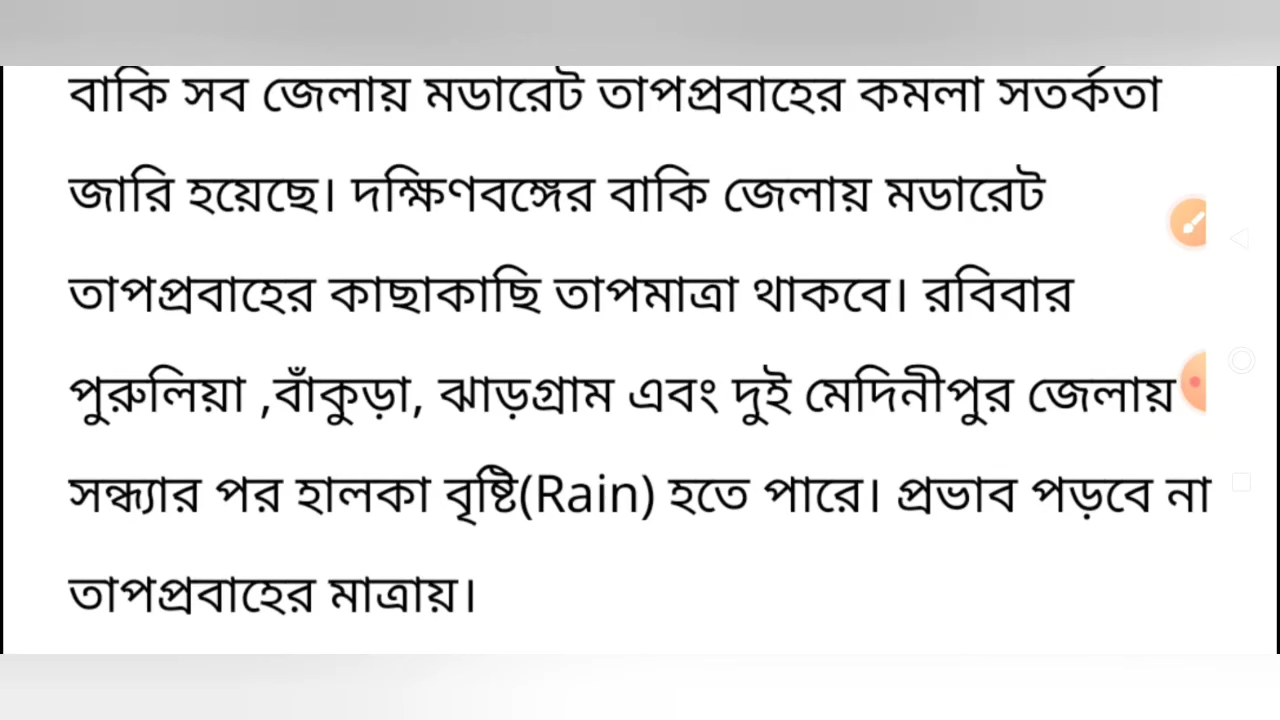 বাকি সব জেলায় মডারেট তাপপ্রবাহের কমলা সতর্কতা
জারি হয়েছে। দক্ষিণবঙ্গের বাকি জেলায় মডারেট
তাপপ্রবাহের কাছাকাছি তাপমাত্রা থাকবে। রবিবার
পুরুলিয়া ,বাঁকুড়া, ঝাড়গ্রাম এবং দুই মেদিনীপুর জেলায়
সন্ধ্যার পর হালকা বৃষ্টি(Rain) হতে পারে। প্রভাব পড়বে না
তাপপ্রবাহের মাত্রায়।